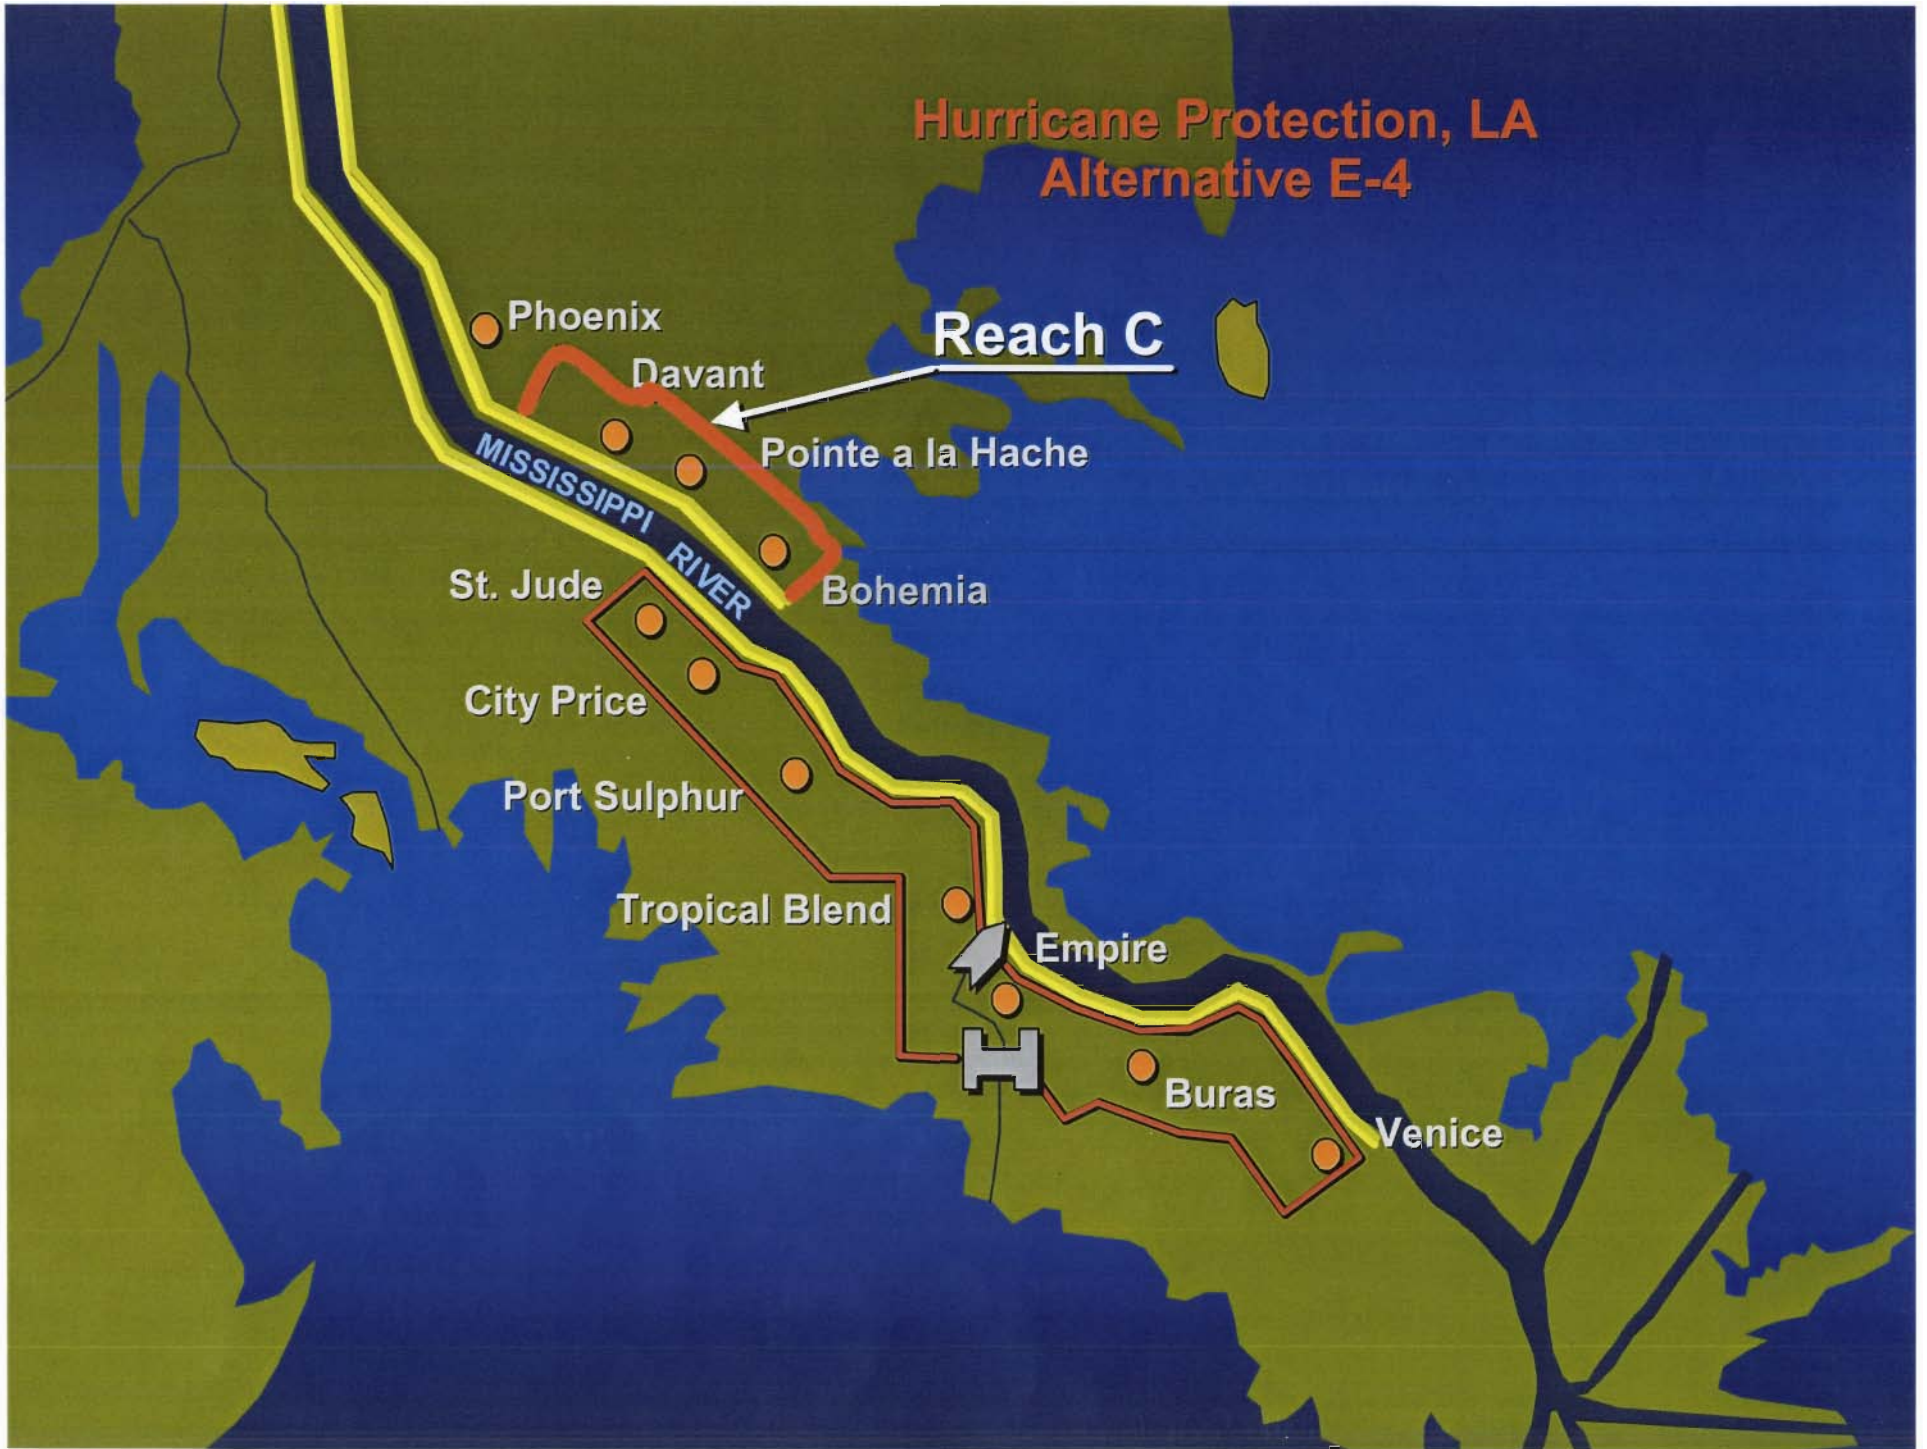 Hurricane Protection, LA
Alternative E-4
Phoenix
Reach C
Davant
Pointe a la Hache
MISSISSIPPI RIVER
St. Jude
Bohemia
City Price
Port Sulphur
Tropical Blend
Empire
Buras
Venice